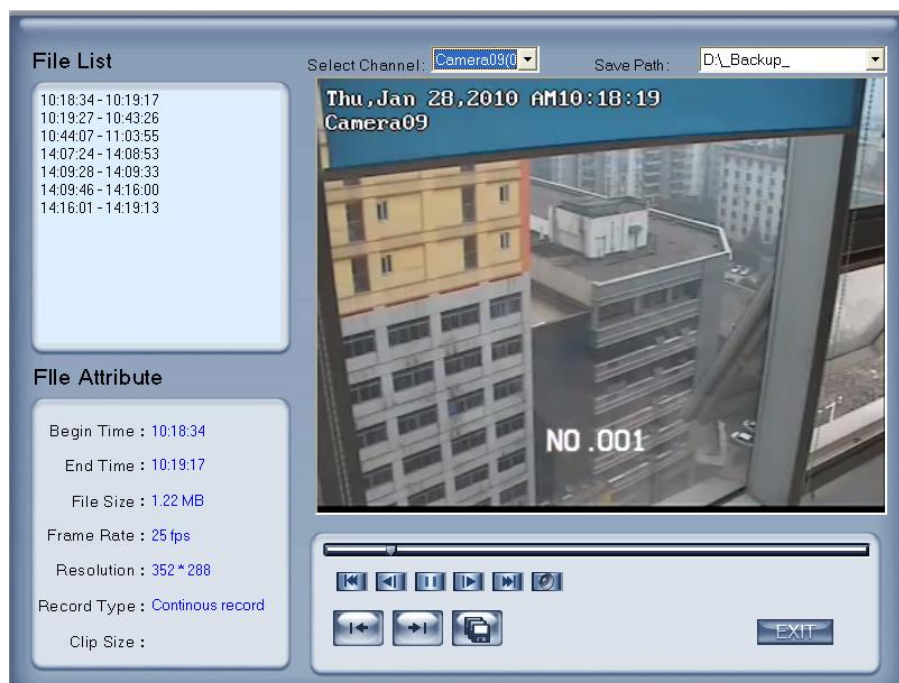 File List
Select Channel: Camera09(0
Save Path: D:\_Backup_
10:18:34 - 10:19:17
10:19:27 - 10:43:26
10:44:07 - 11:03:55
14:07:24 - 14:08:53
14:09:28 - 14:09:33
14:09:46 - 14:16:00
14:16:01 - 14:19:13
Thu,Jan 28,2010 AM10:18:19
Camera09
NO.001
FIle Attribute
Begin Time : 10:18:34
End Time : 10:19:17
File Size : 1.22 MB
Frame Rate : 25 fps
Resolution : 352 * 288
Record Type : Continous record
Clip Size :
EXIT